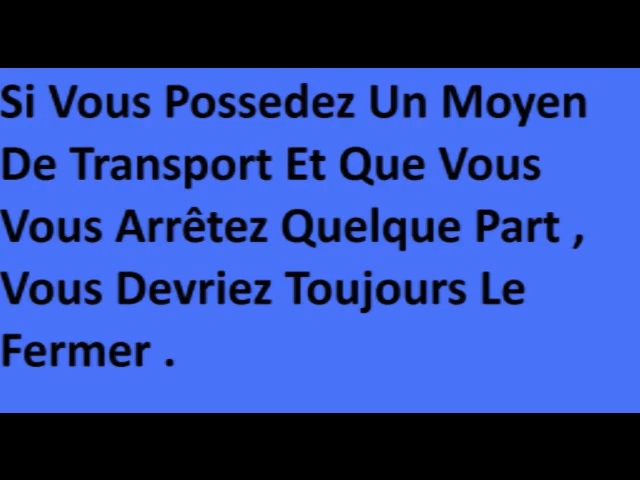 Si Vous Possedez Un Moyen
De Transport Et Que Vous
Vous Arrêtez Quelque Part ,
Vous Devriez Toujours Le
Fermer .